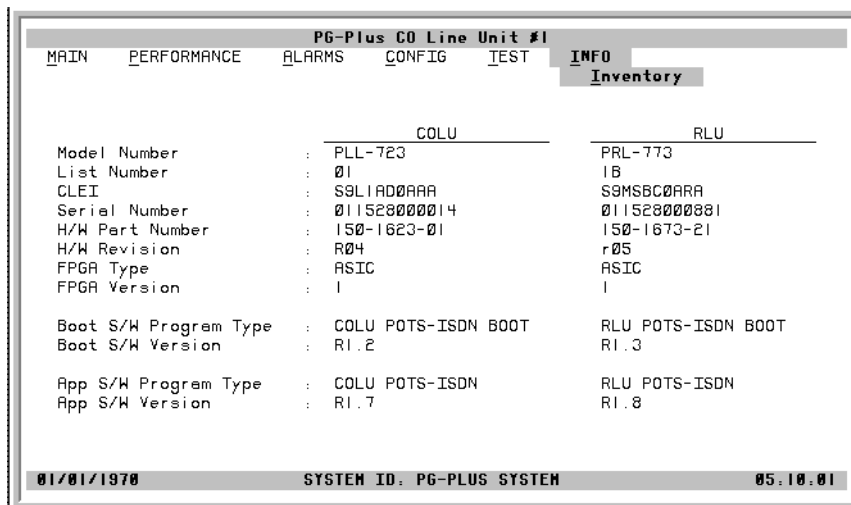 PG-Plus CO Line Unit #1
MAIN PERFORMANCE ALARMS CONFIG TEST INFO
Inventory
COLU RLU
Model Number : PLL-723 PRL-773
List Number : 01 1B
CLEI : S9L1AD0AAA S9MSBC0ARA
Serial Number : 011528000014 011528000881
H/W Part Number : 150-1623-01 150-1673-21
H/W Revision : R04 r05
FPGA Type : ASIC ASIC
FPGA Version : 1 1
Boot S/W Program Type : COLU POTS-ISDN BOOT RLU POTS-ISDN BOOT
Boot S/W Version : R1.2 R1.3
App S/W Program Type : COLU POTS-ISDN RLU POTS-ISDN
App S/W Version : R1.7 R1.8
01/01/1970 SYSTEM ID: PG-PLUS SYSTEM 05:10:01